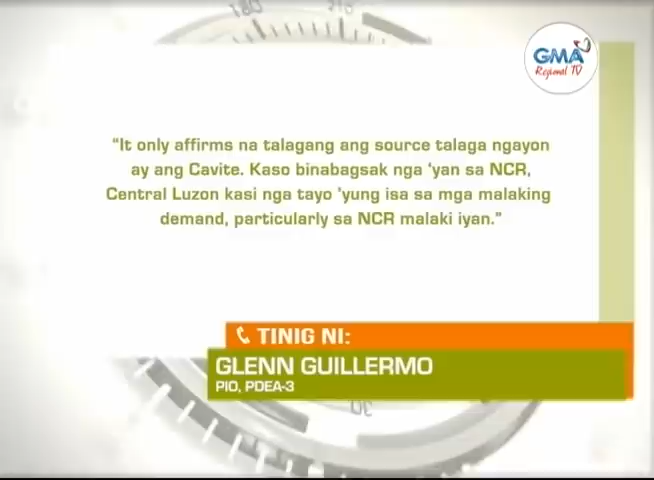 GMA
Regional TV
"It only affirms na talagang ang source talaga ngayon
ay ang Cavite. Kaso binabagsak nga 'yan sa NCR,
Central Luzon kasi nga tayo 'yung isa sa mga malaking
demand, particularly sa NCR malaki iyan."
TINIG NI:
GLENN GUILLERMO
PIO, PDEA-3